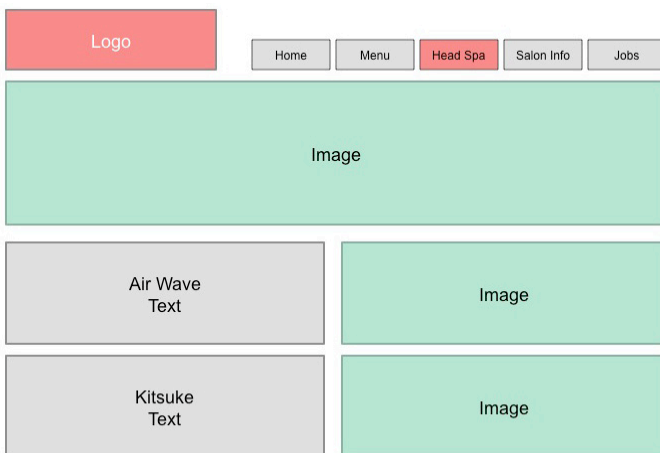 Logo
Home
Menu
Head Spa
Salon Info
Jobs
Image
Air Wave
Text
Image
Kitsuke
Text
Image